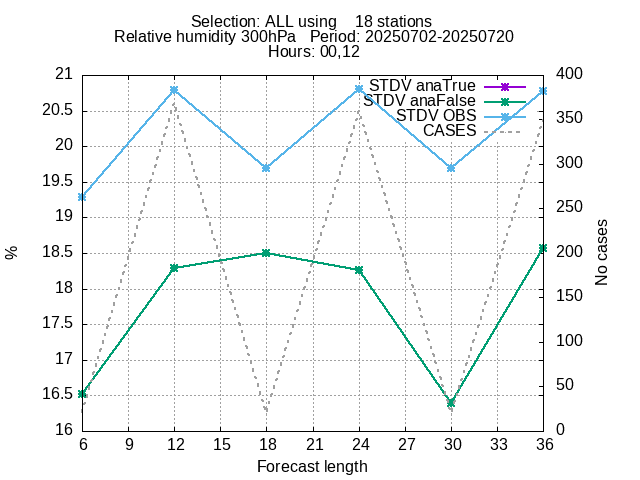 Selection: ALL using    18 stations
Relative humidity 300hPa   Period: 20250702-20250720
Hours: 00,12
STDV anaTrue
STDV anaFalse
STDV OBS
CASES
21
20.5
20
19.5
19
18.5
18
17.5
17
16.5
16
400
350
300
250
200
150
100
50
0
%
No cases
6 9 12 15 18 21 24 27 30 33 36
Forecast length